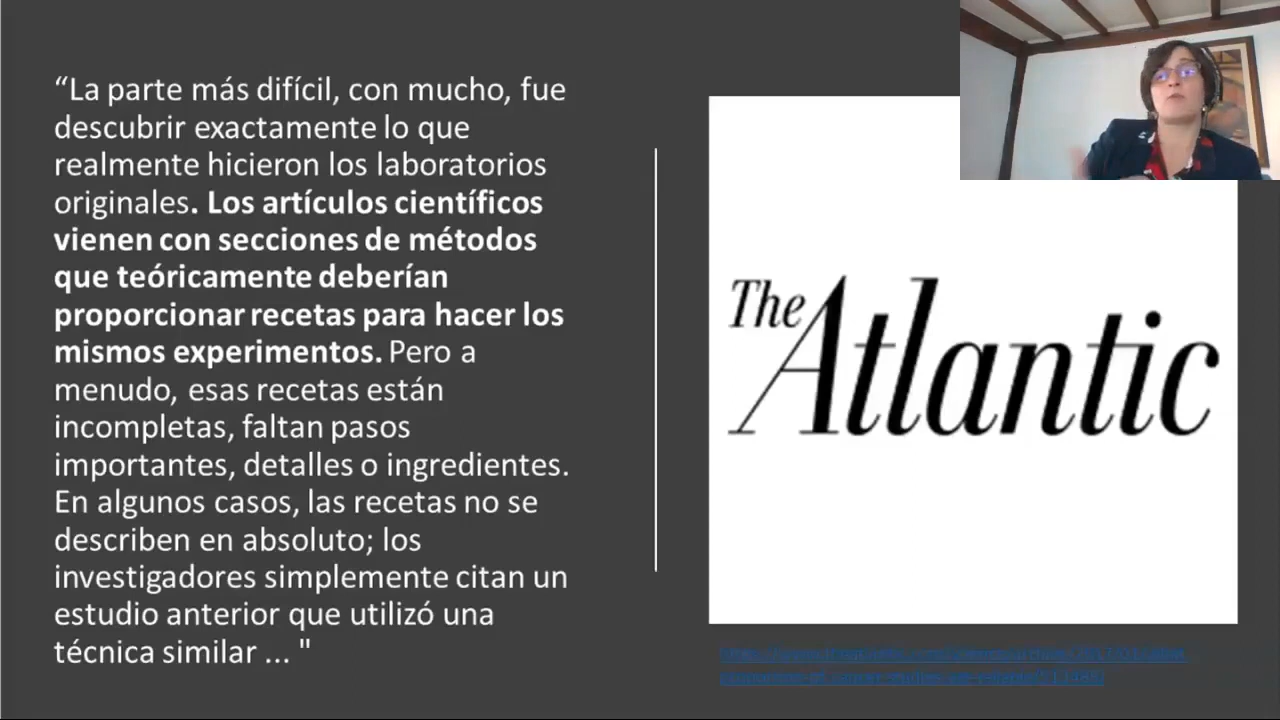 “La parte más difícil, con mucho, fue
descubrir exactamente lo que
realmente hicieron los laboratorios
originales. Los artículos científicos
vienen con secciones de métodos
que teóricamente deberían
proporcionar recetas para hacer los
mismos experimentos. Pero a
menudo, esas recetas están
incompletas, faltan pasos
importantes, detalles o ingredientes.
En algunos casos, las recetas no se
describen en absoluto; los
investigadores simplemente citan un
estudio anterior que utilizó una
técnica similar ... "
The Atlantic